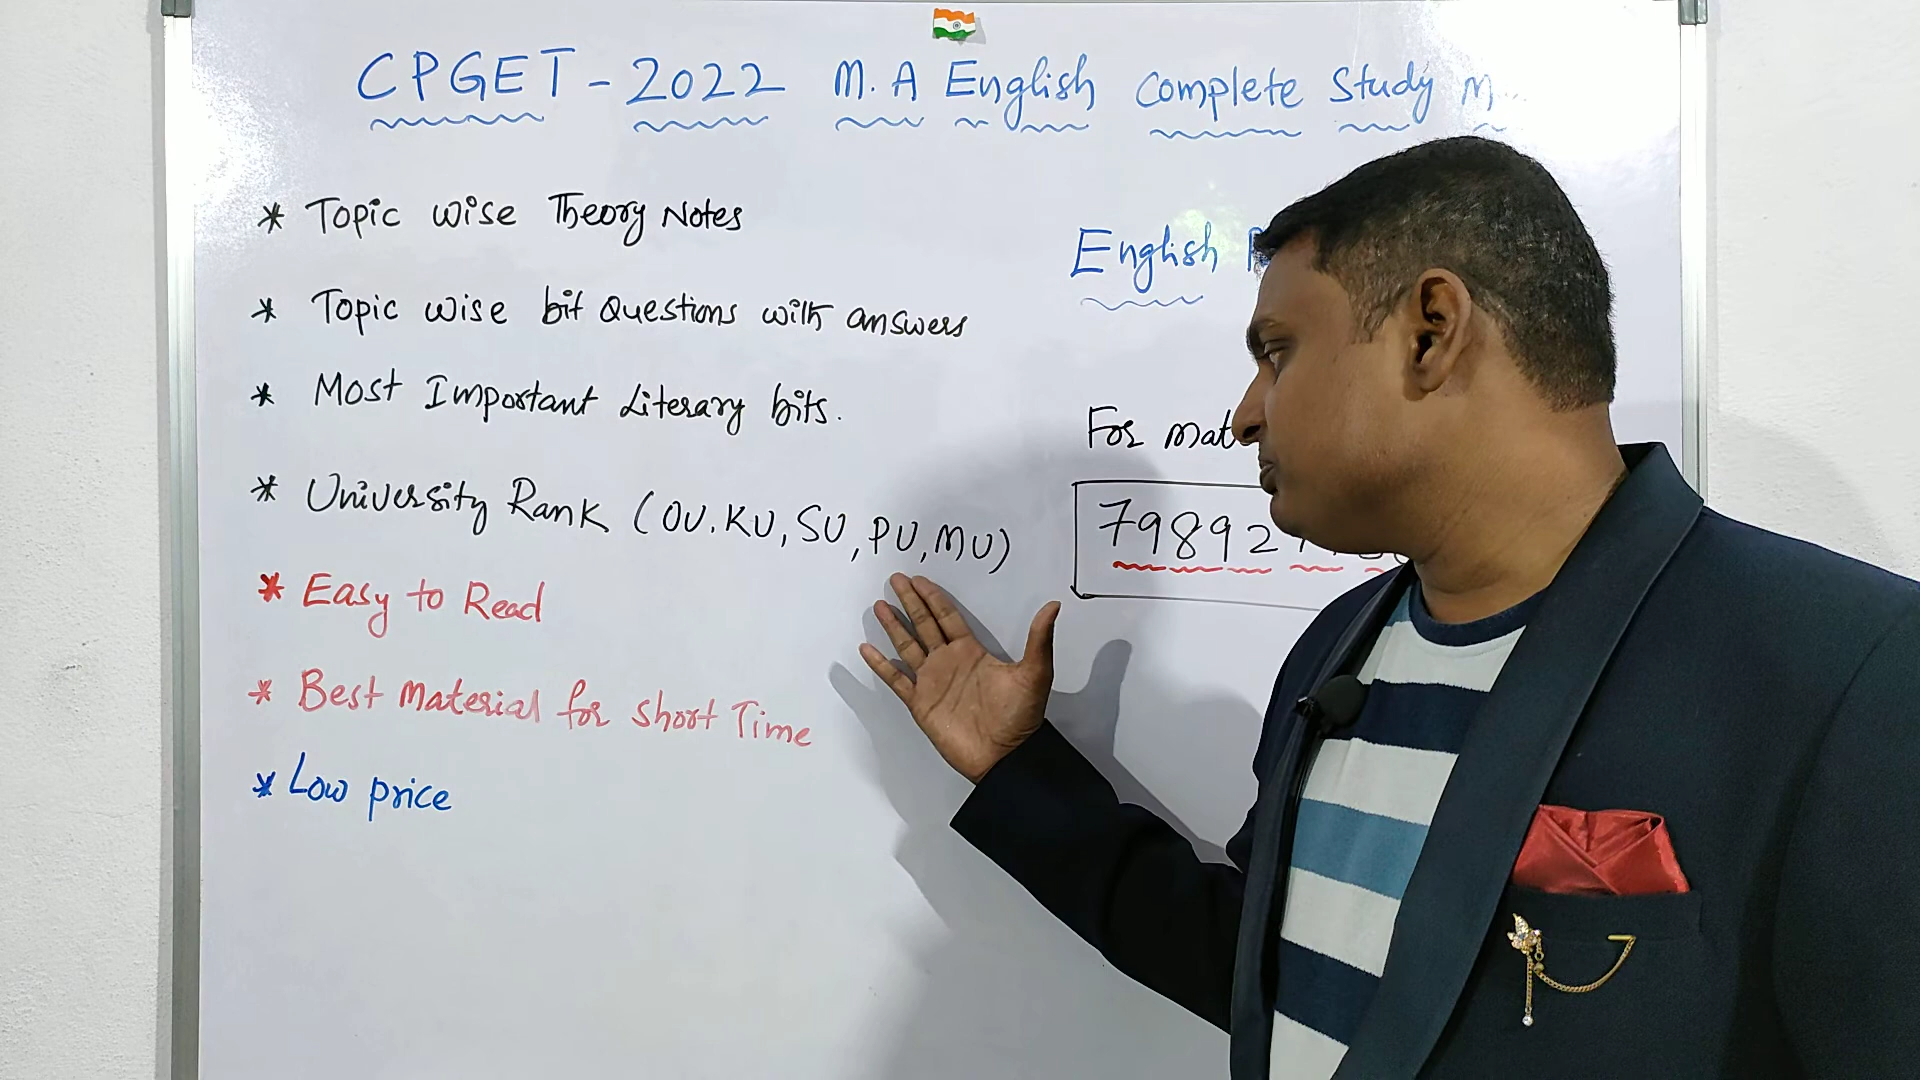 CPGET - 2022 M.A English Complete Study M
* Topic wise Theory Notes
* Topic wise bit Questions with answers
* Most Important Literary bits.
* University Rank (OU, KU, SU, PU, MU)
* Easy to Read
* Best Material for Short Time
* Low price
English
For mat
79892